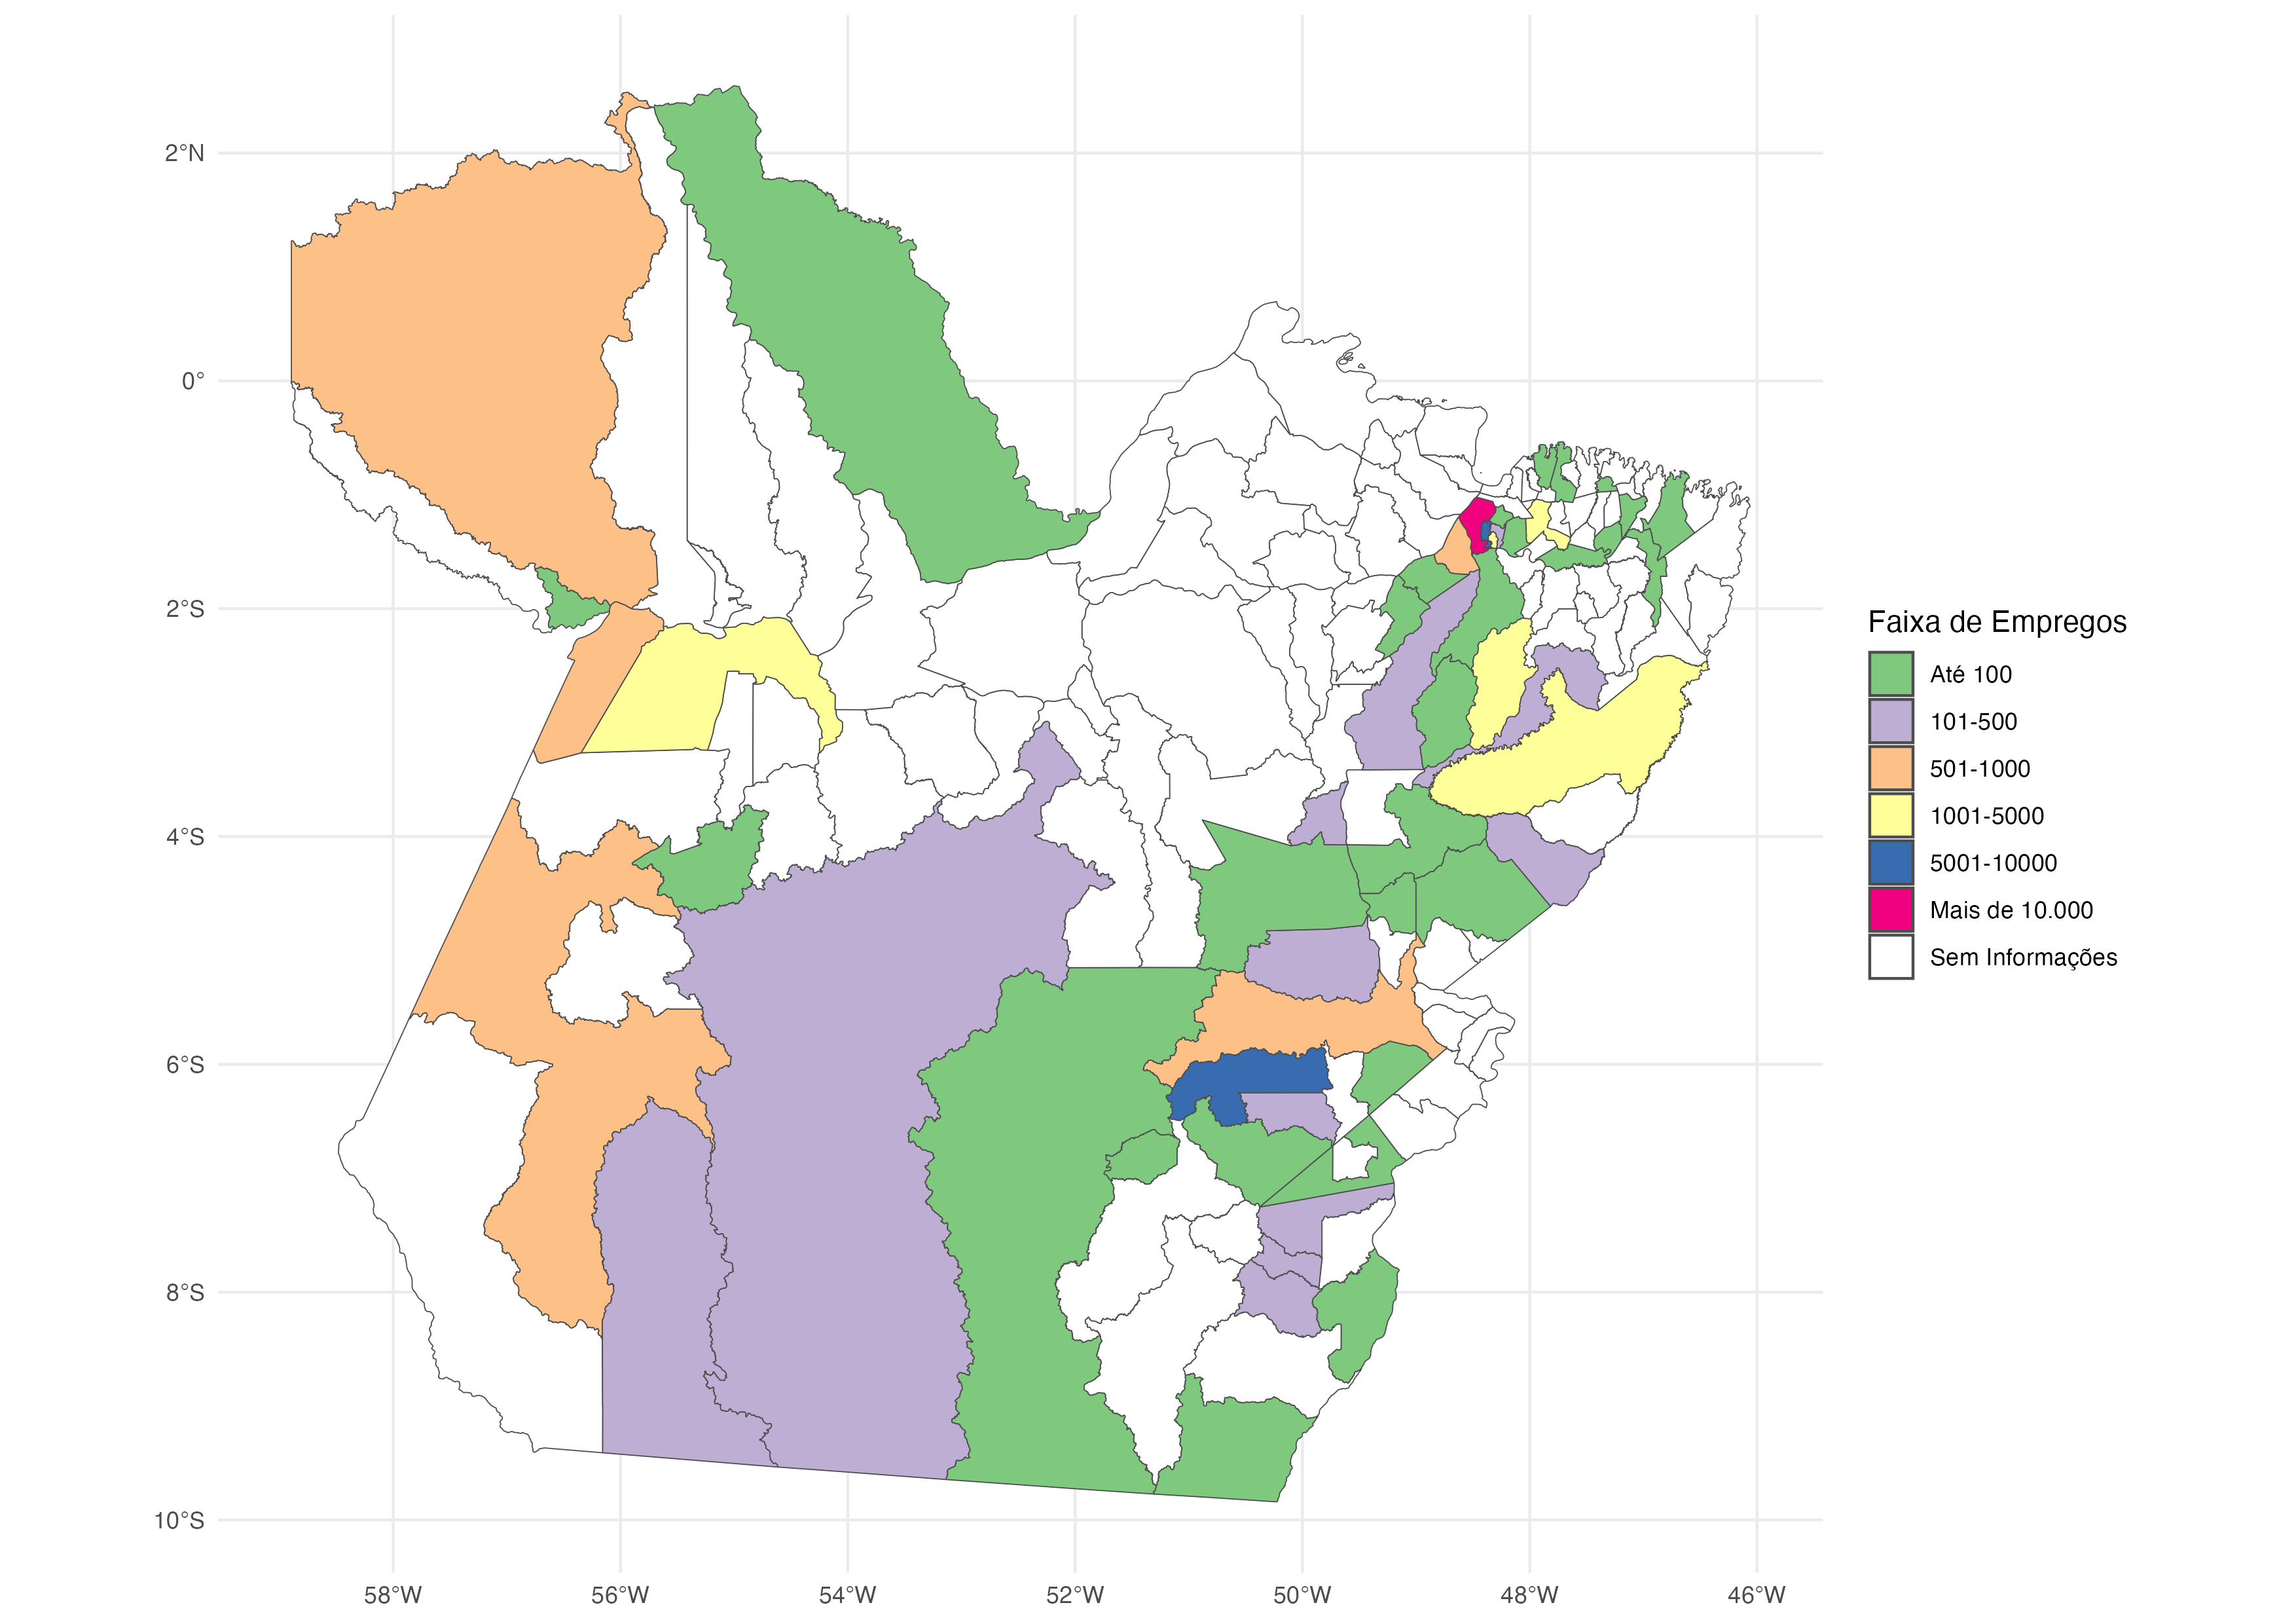 2°N
0°
2°S
4°S
6°S
8°S
10°S
58°W
56°W
54°W
52°W
50°W
48°W
46°W
Faixa de Empregos
Até 100
101-500
501-1000
1001-5000
5001-10000
Mais de 10.000
Sem Informações